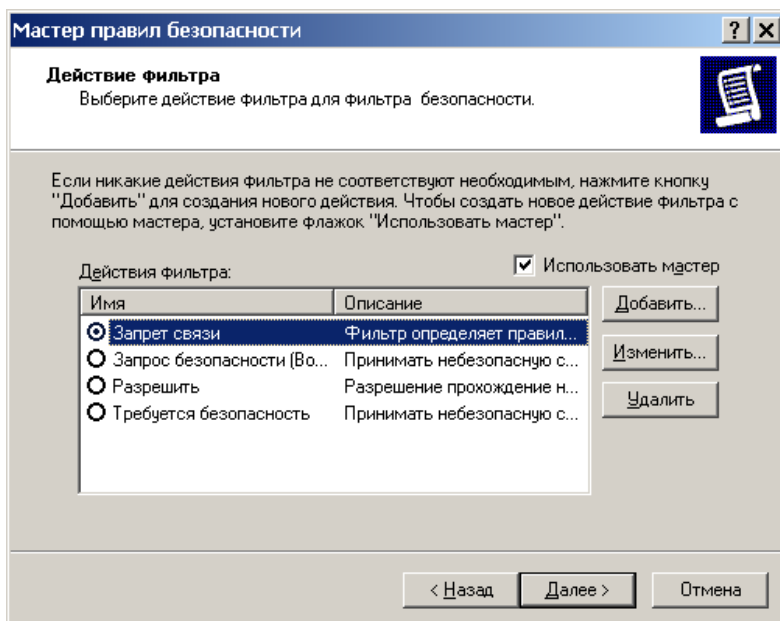 Мастер правил безопасности
Действие фильтра
Выберите действие фильтра для фильтра безопасности.
Если никакие действия фильтра не соответствуют необходимым, нажмите кнопку
"Добавить" для создания нового действия. Чтобы создать новое действие фильтра с
помощью мастера, установите флажок "Использовать мастер".
Действия фильтра:
Использовать мастер
Имя Описание
Запрет связи Фильтр определяет правил...
Запрос безопасности (Во... Принимать небезопасную с...
Разрешить Разрешение прохождение н...
Требуется безопасность Принимать небезопасную с...
Добавить...
Изменить...
Удалить
< Назад Далее > Отмена